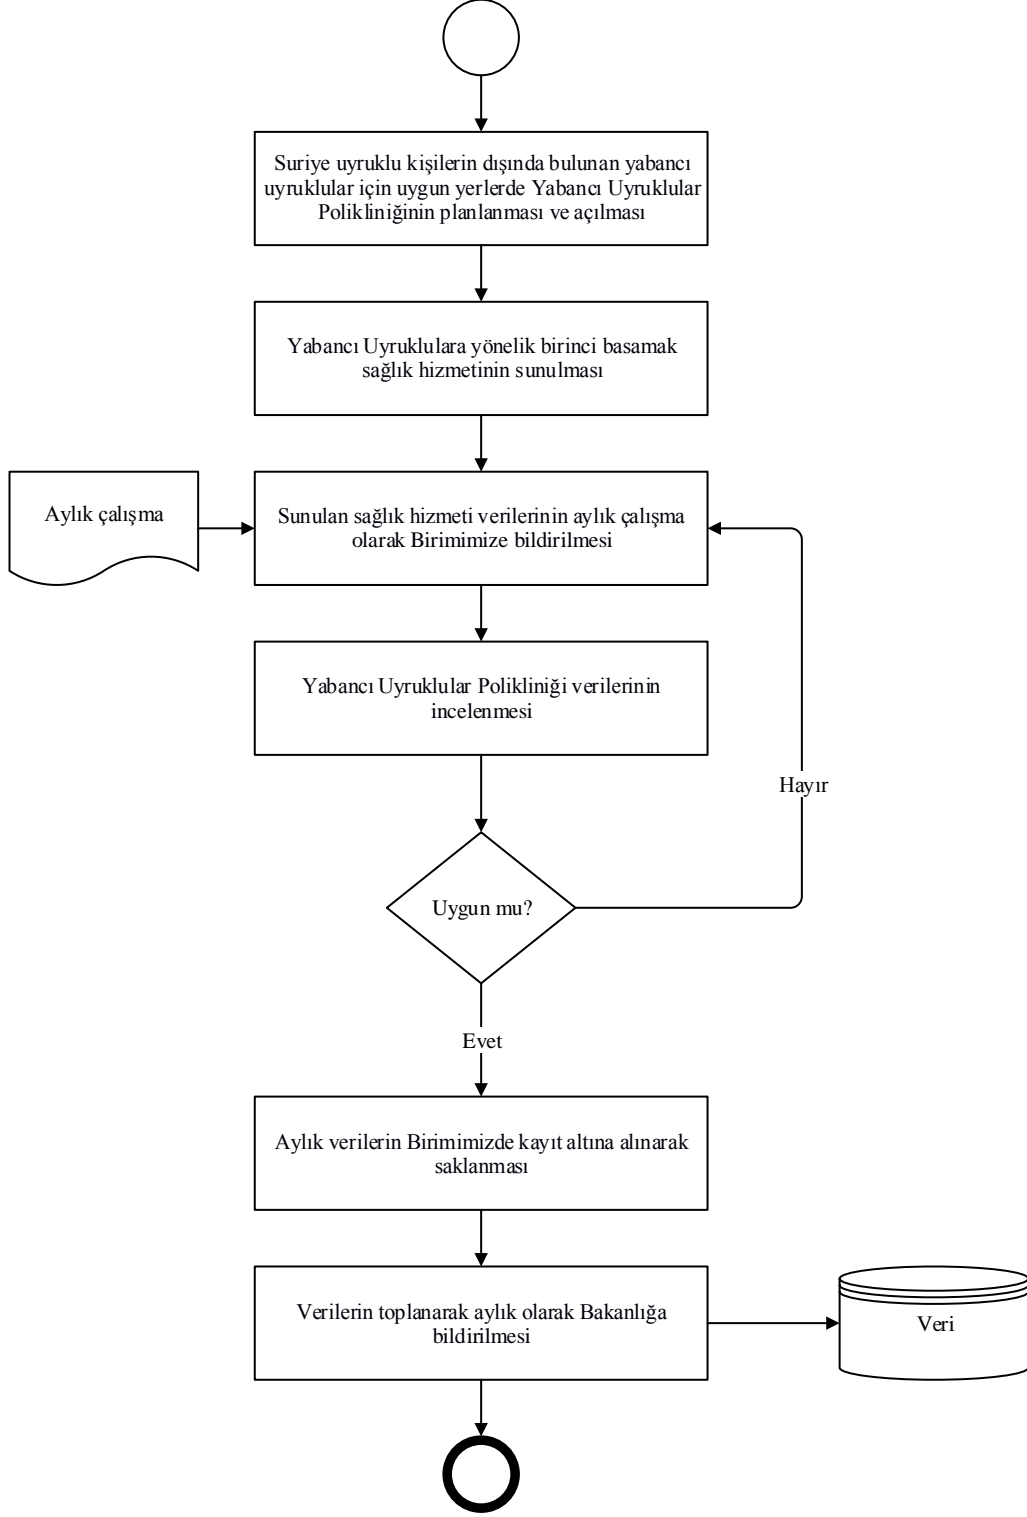 Suriye uyruklu kişilerin dışında bulunan yabancı
uyruklular için uygun yerlerde Yabancı Uyruklular
Polikliniğinin planlanması ve açılması
Yabancı Uyruklulara yönelik birinci basamak
sağlık hizmetinin sunulması
Aylık çalışma
Sunulan sağlık hizmeti verilerinin aylık çalışma
olarak Birimimize bildirilmesi
Yabancı Uyruklular Polikliniği verilerinin
incelenmesi
Hayır
Uygun mu?
Evet
Aylık verilerin Birimimizde kayıt altına alınarak
saklanması
Verilerin toplanarak aylık olarak Bakanlığa
bildirilmesi
Veri